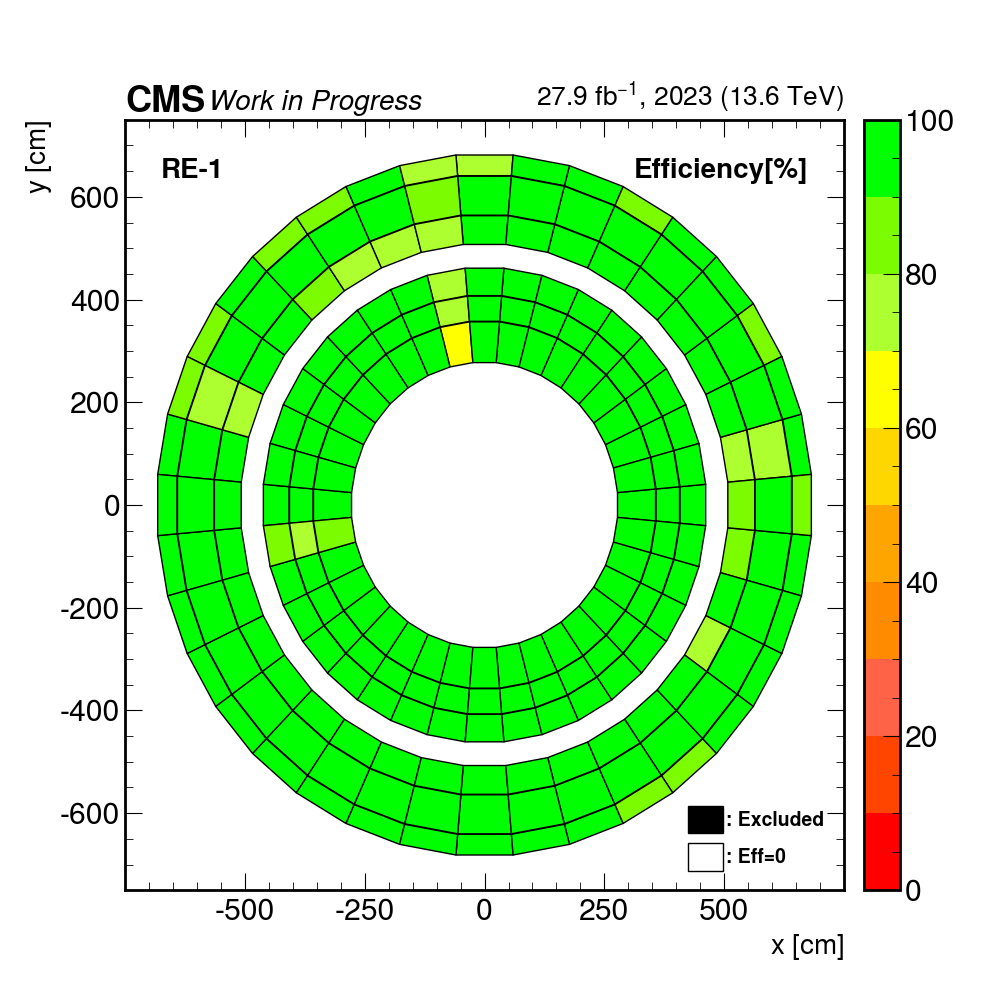 CMS Work in Progress 27.9 fb⁻¹, 2023 (13.6 TeV)
y [cm]
RE-1 Efficiency[%]
600
400
200
0
-200
-400
-600
100
80
60
40
20
0
: Excluded
: Eff=0
-500 -250 0 250 500
x [cm]